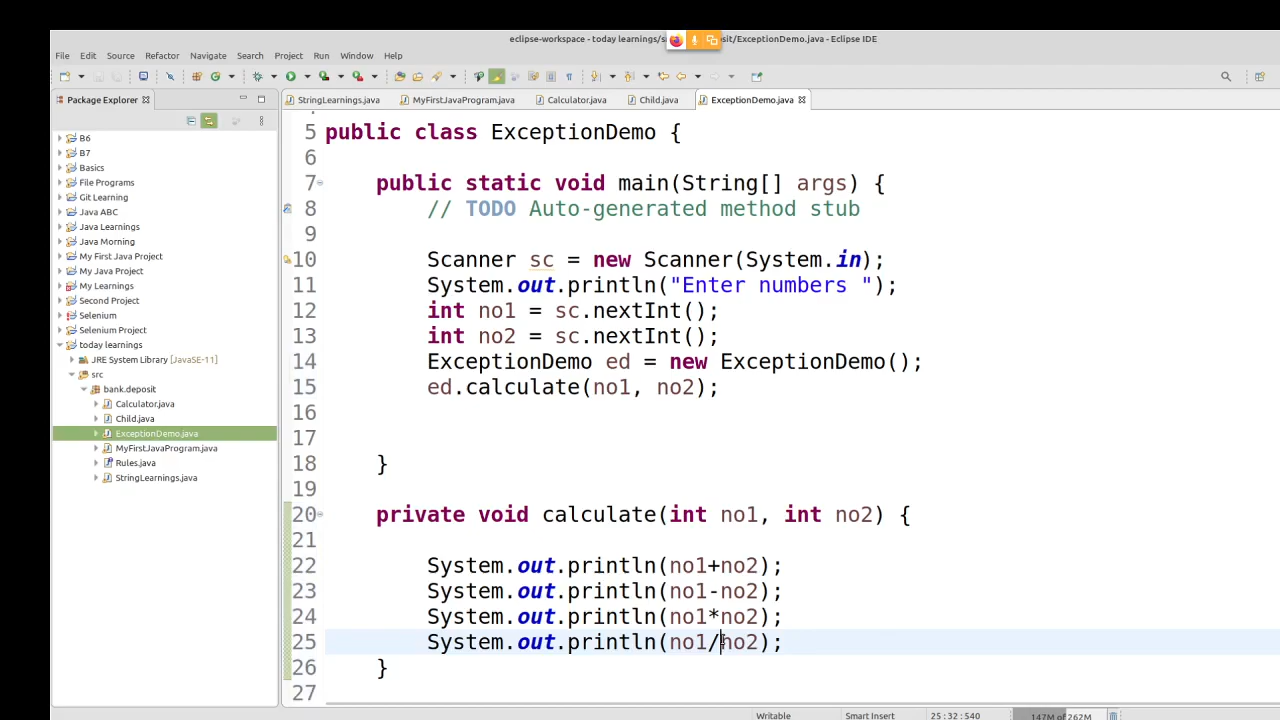 eclipse-workspace - today learnings/s
sit/ExceptionDemo.java - Eclipse IDE
File Edit Source Refactor Navigate Search Project Run Window Help
Package Explorer
StringLearnings.java MyFirstJavaProgram.java Calculator.java Child.java ExceptionDemo.java
B6
B7
Basics
File Programs
Git Learning
Java ABC
Java Learnings
Java Morning
My First Java Project
My Java Project
My Learnings
Second Project
Selenium
Selenium Project
today learnings
JRE System Library [JavaSE-11]
src
bank.deposit
Calculator.java
Child.java
ExceptionDemo.java
MyFirstJavaProgram.java
Rules.java
StringLearnings.java
5 public class ExceptionDemo {
6
7 public static void main(String[] args) {
8 // TODO Auto-generated method stub
9
10 Scanner sc = new Scanner(System.in);
11 System.out.println("Enter numbers ");
12 int no1 = sc.nextInt();
13 int no2 = sc.nextInt();
14 ExceptionDemo ed = new ExceptionDemo();
15 ed.calculate(no1, no2);
16
17
18 }
19
20 private void calculate(int no1, int no2) {
21
22 System.out.println(no1+no2);
23 System.out.println(no1-no2);
24 System.out.println(no1*no2);
25 System.out.println(no1/no2);
26 }
27
Writable Smart Insert 25 : 32 : 540 147M of 262M